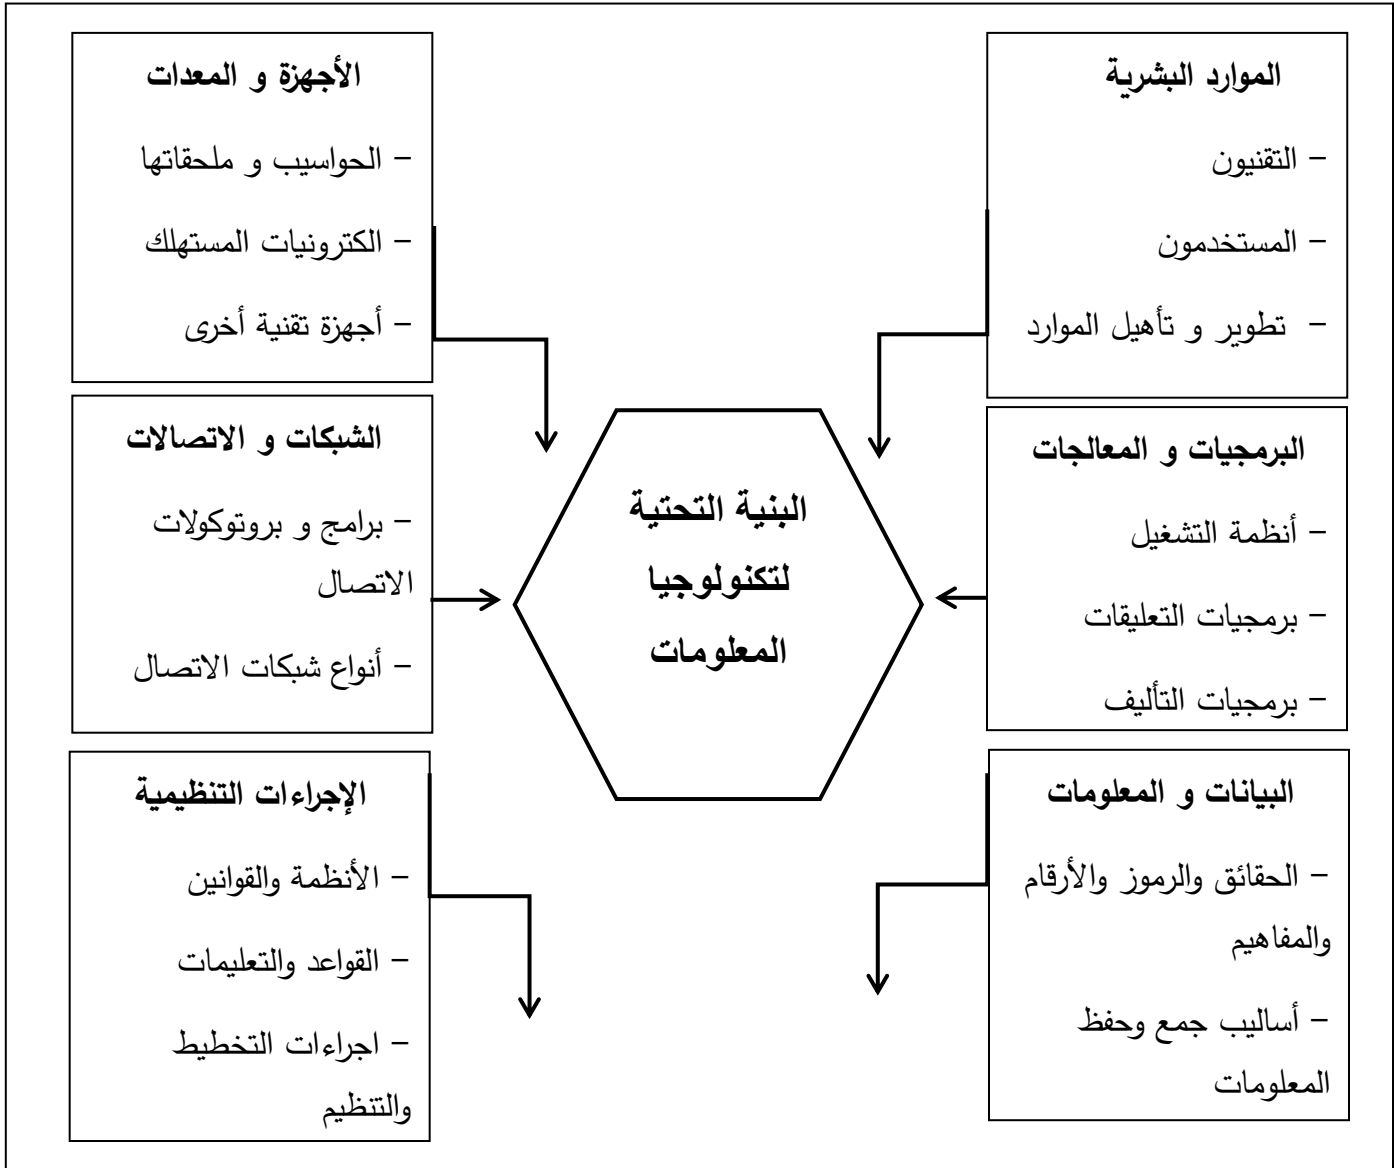 الموارد البشرية
– التقنيون
– المستخدمون
– تطوير و تأهيل الموارد
البرمجيات و المعالجات
– أنظمة التشغيل
– برمجيات التعليقات
– برمجيات التأليف
البيانات و المعلومات
– الحقائق والرموز والأرقام
والمفاهيم
– أساليب جمع وحفظ
المعلومات
البنية التحتية
لتكنولوجيا
المعلومات
الأجهزة و المعدات
– الحواسيب و ملحقاتها
– الكترونيات المستهلك
– أجهزة تقنية أخرى
الشبكات و الاتصالات
– برامج و بروتوكولات
الاتصال
– أنواع شبكات الاتصال
الإجراءات التنظيمية
– الأنظمة والقوانين
– القواعد والتعليمات
– اجراءات التخطيط
والتنظيم